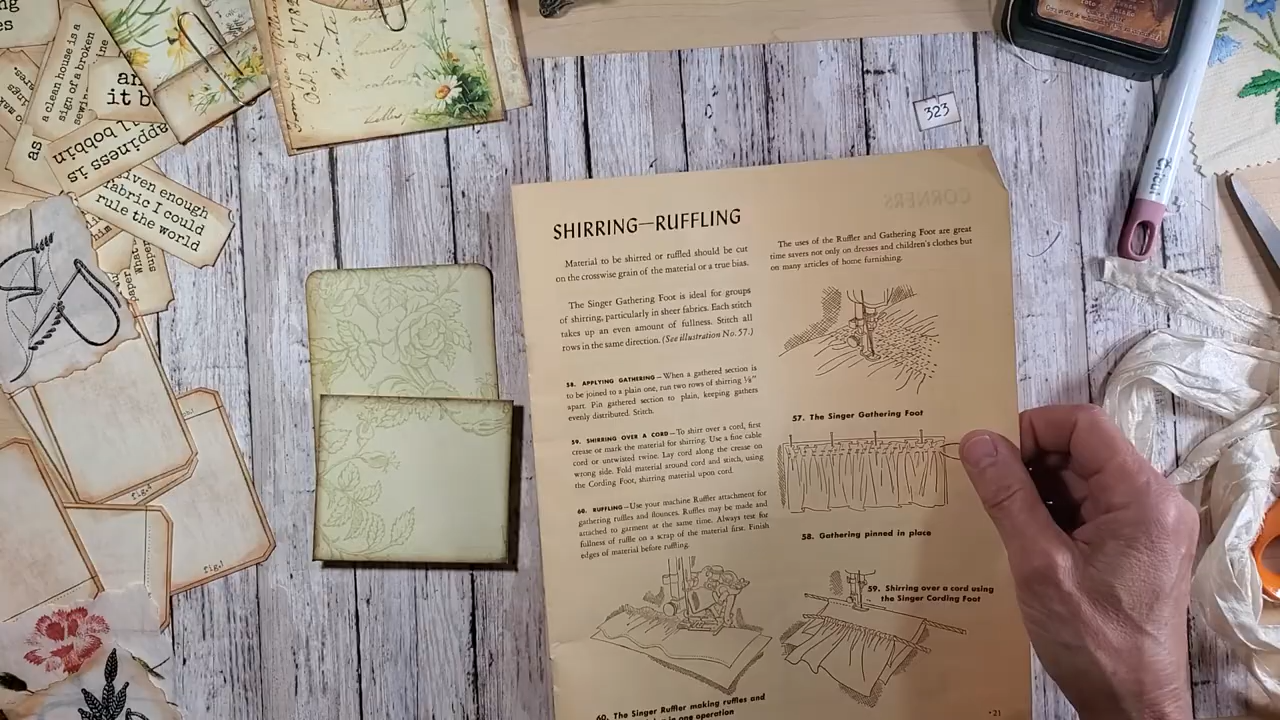 a clean house is a
sign of a broken
an
it b
happiness is
given enough
fabric I could
rule the world
as
fig.1
323
SHIRRING—RUFFLING
Material to be shirred or ruffled should be cut
on the crosswise grain of the material or a true bias.
The Singer Gathering Foot is ideal for groups
of shirring, particularly in sheer fabrics. Each stitch
takes up an even amount of fullness. Stitch all
rows in the same direction. (See illustration No. 57.)
58. APPLYING GATHERING—When a gathered section is
to be joined to a plain one, run two rows of shirring ⅛"
apart. Pin gathered section to plain, keeping gathers
evenly distributed. Stitch.
59. SHIRRING OVER A CORD—To shirr over a cord, first
crease or mark the material for shirring. Use a fine cable
cord or untwisted twine. Lay cord along the crease on
wrong side. Fold material around cord and stitch, using
the Cording Foot, shirring material upon cord.
60. RUFFLING—Use your machine Ruffler attachment for
gathering ruffles and flounces. Ruffles may be made and
attached to garment at the same time. Always test for
fullness of ruffle on a scrap of the material first. Finish
edges of material before ruffling.
60. The Singer Ruffler making ruffles and
in one operation
CORNERS
The uses of the Ruffler and Gathering Foot are great
time savers not only on dresses and children's clothes but
on many articles of home furnishing.
57. The Singer Gathering Foot
58. Gathering pinned in place
59. Shirring over a cord using
the Singer Cording Foot
21